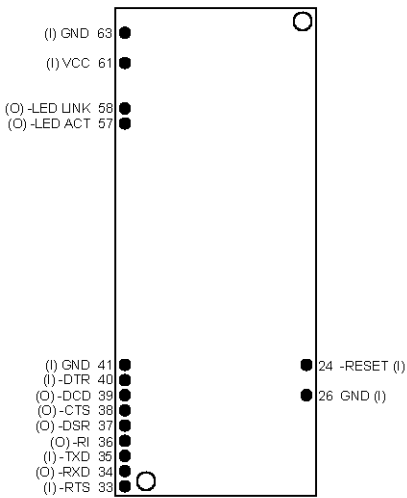 (I) GND 63
(I) VCC 61
(O) -LED LINK 58
(O) -LED ACT 57
(I) GND 41
(I) -DTR 40
(O) -DCD 39
(O) -CTS 38
(O) -DSR 37
(O) -RI 36
(I) -TXD 35
(O) -RXD 34
(I) -RTS 33
24 -RESET (I)
26 GND (I)